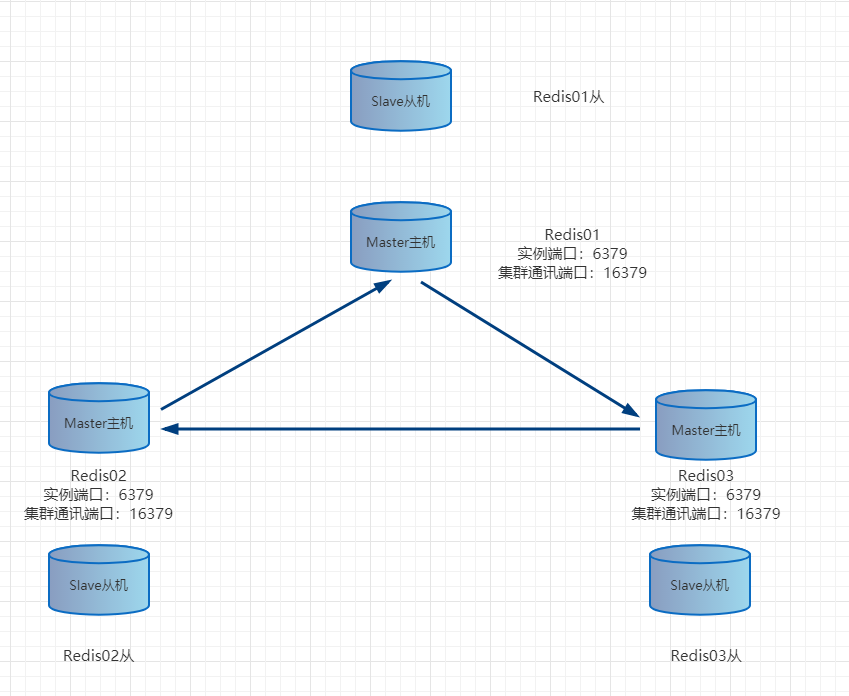 Slave从机
Redis01从
Master主机
Redis01
实例端口：6379
集群通讯端口：16379
Master主机
Redis02
实例端口：6379
集群通讯端口：16379
Master主机
Redis03
实例端口：6379
集群通讯端口：16379
Slave从机
Redis02从
Slave从机
Redis03从